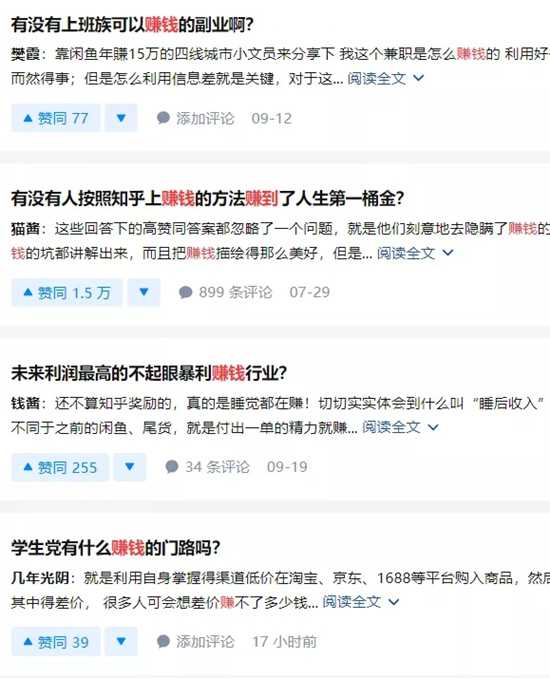 有没有上班族可以赚钱的副业啊？
樊霞：靠闲鱼年赚15万的四线城市小文员来分享下 我这个兼职是怎么赚钱的 利用好
而然得事；但是怎么利用信息差就是关键，对于这... 阅读全文
赞同 77 添加评论 09-12
有没有人按照知乎上赚钱的方法赚到了人生第一桶金？
猫酱：这些回答下的高赞同答案都忽略了一个问题，就是他们刻意地去隐瞒了赚钱的
钱的坑都讲解出来，而且把赚钱描绘得那么美好，但是... 阅读全文
赞同 1.5 万 899 条评论 07-29
未来利润最高的不起眼暴利赚钱行业？
钱酱：还不算知乎奖励的，真的是睡觉都在赚！切切实实体会到什么叫“睡后收入”
不同于之前的闲鱼、尾货，就是付出一单的精力就赚... 阅读全文
赞同 255 34 条评论 09-19
学生党有什么赚钱的门路吗？
几年光阴：就是利用自身掌握得渠道低价在淘宝、京东、1688等平台购入商品，然后
其中得差价， 很多人可会想差价赚不了多少钱... 阅读全文
赞同 39 添加评论 17 小时前